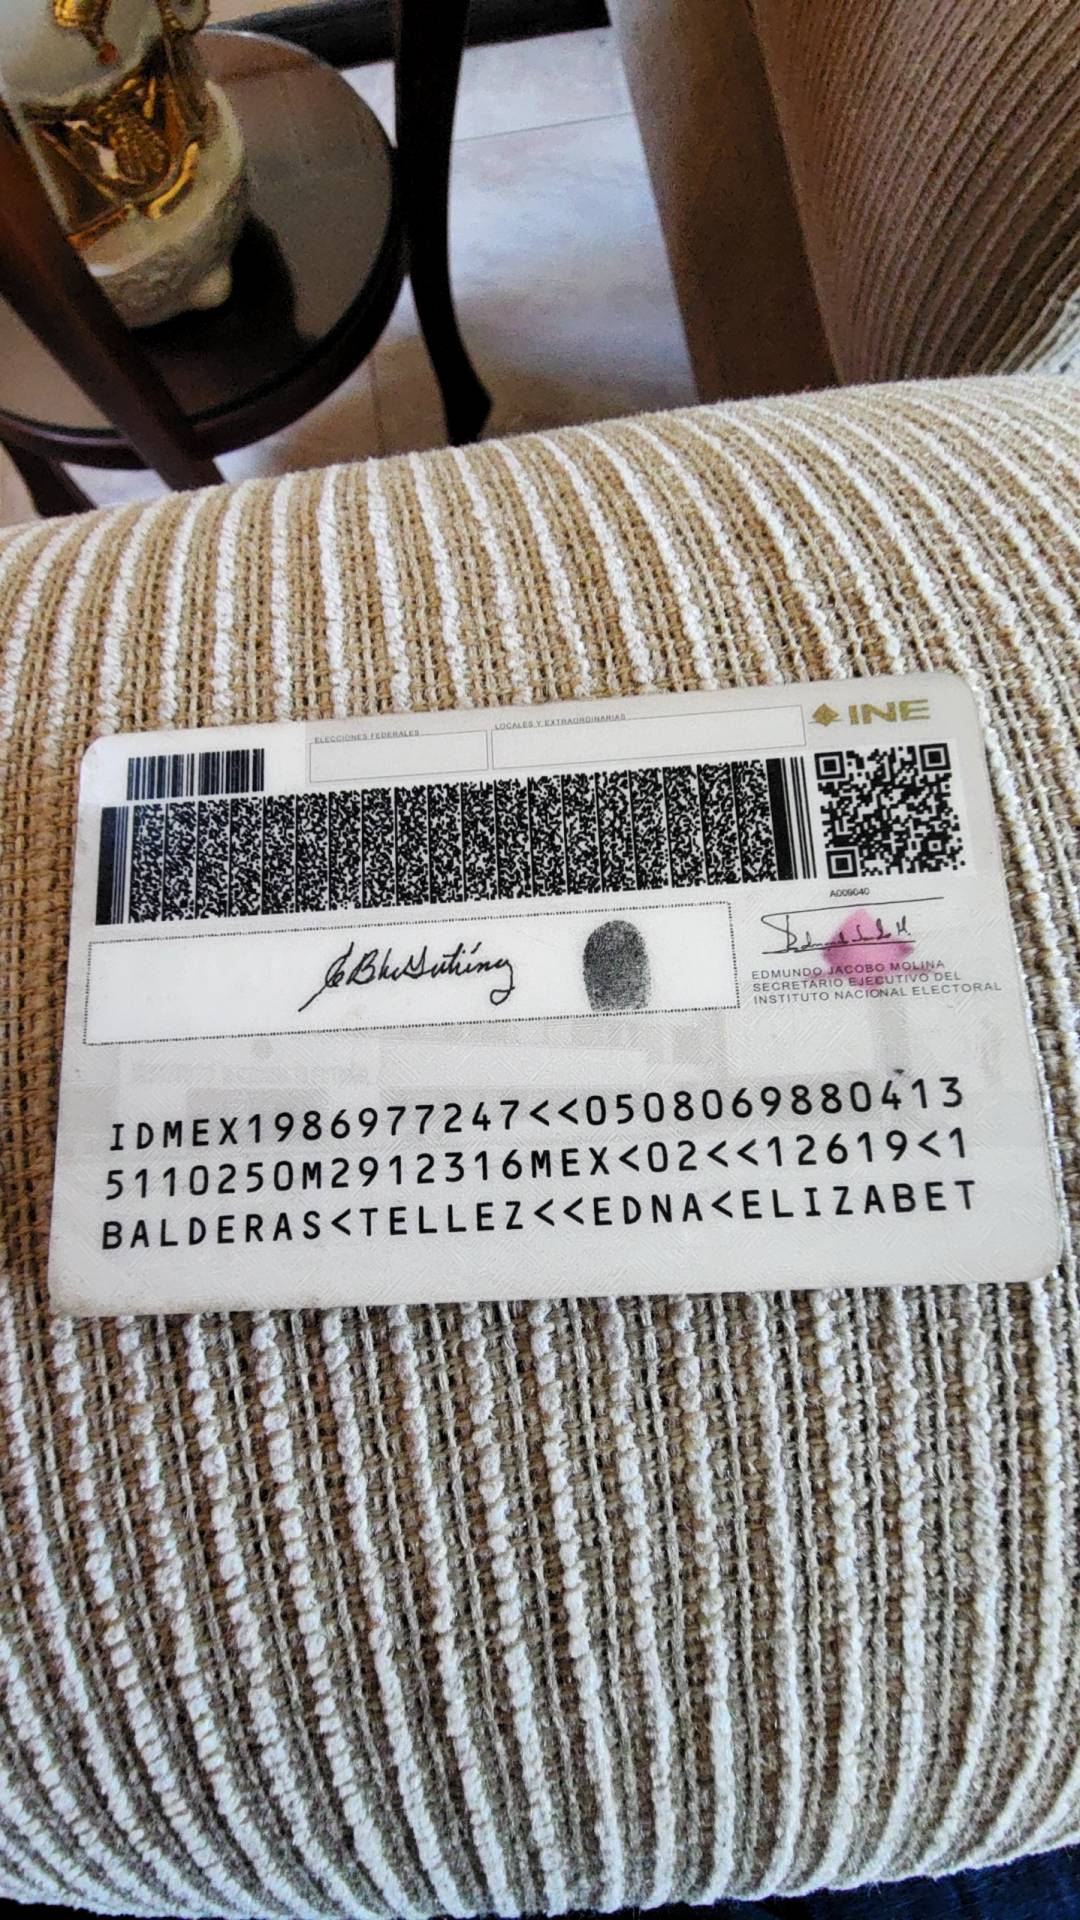 INE
ELECCIONES FEDERALES
LOCALES Y EXTRAORDINARIAS
A009040
EDMUNDO JACOBO MOLINA
SECRETARIO EJECUTIVO DEL
INSTITUTO NACIONAL ELECTORAL
IDMEX1986977247<<0508069880413
5110250M2912316MEX<02<<12619<1
BALDERAS<TELLEZ<<EDNA<ELIZABET